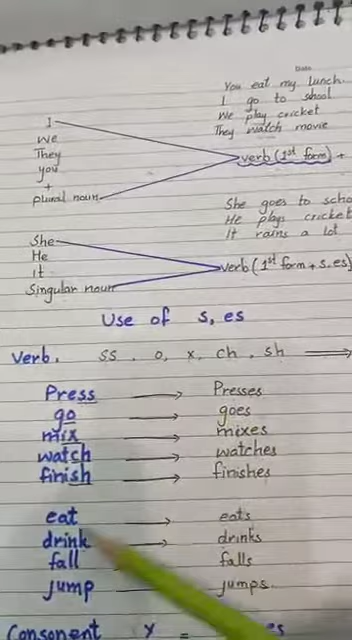 Date
You eat my lunch.
I go to school
We play cricket
They watch movie
I
We
They
you
+
plural noun
verb (1st form) +
She goes to scho
He plays cricket
It rains a lot
She
He
It
Singular noun
verb (1st form + s, es)
Use of s, es
Verb. ss, o, x, ch, sh →
Press → Presses
go → goes
mix → mixes
watch → watches
finish → finishes
eat → eats
drink → drinks
fall falls
jump → jumps.
Consonent y = es